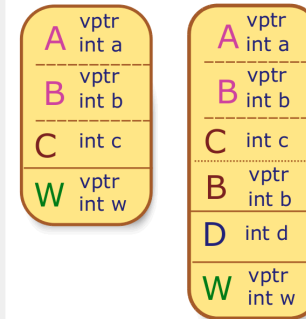 A vptr
int a
B vptr
int b
C int c
W vptr
int w
A vptr
int a
B vptr
int b
C int c
B vptr
int b
D int d
W vptr
int w